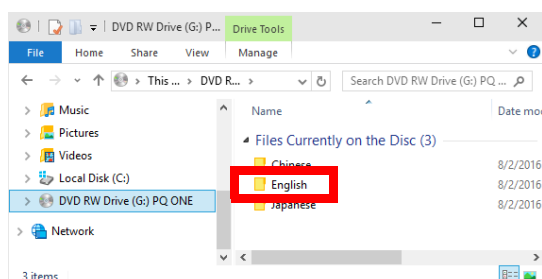 DVD RW Drive (G:) P... Drive Tools
File Home Share View Manage
This ... DVD R... Search DVD RW Drive (G:) PQ ...
Music
Pictures
Videos
Local Disk (C:)
DVD RW Drive (G:) PQ ONE
Network
Name Date mo
Files Currently on the Disc (3)
Chinese 8/2/2016
English 8/2/2016
Japanese 8/2/2016
3 items